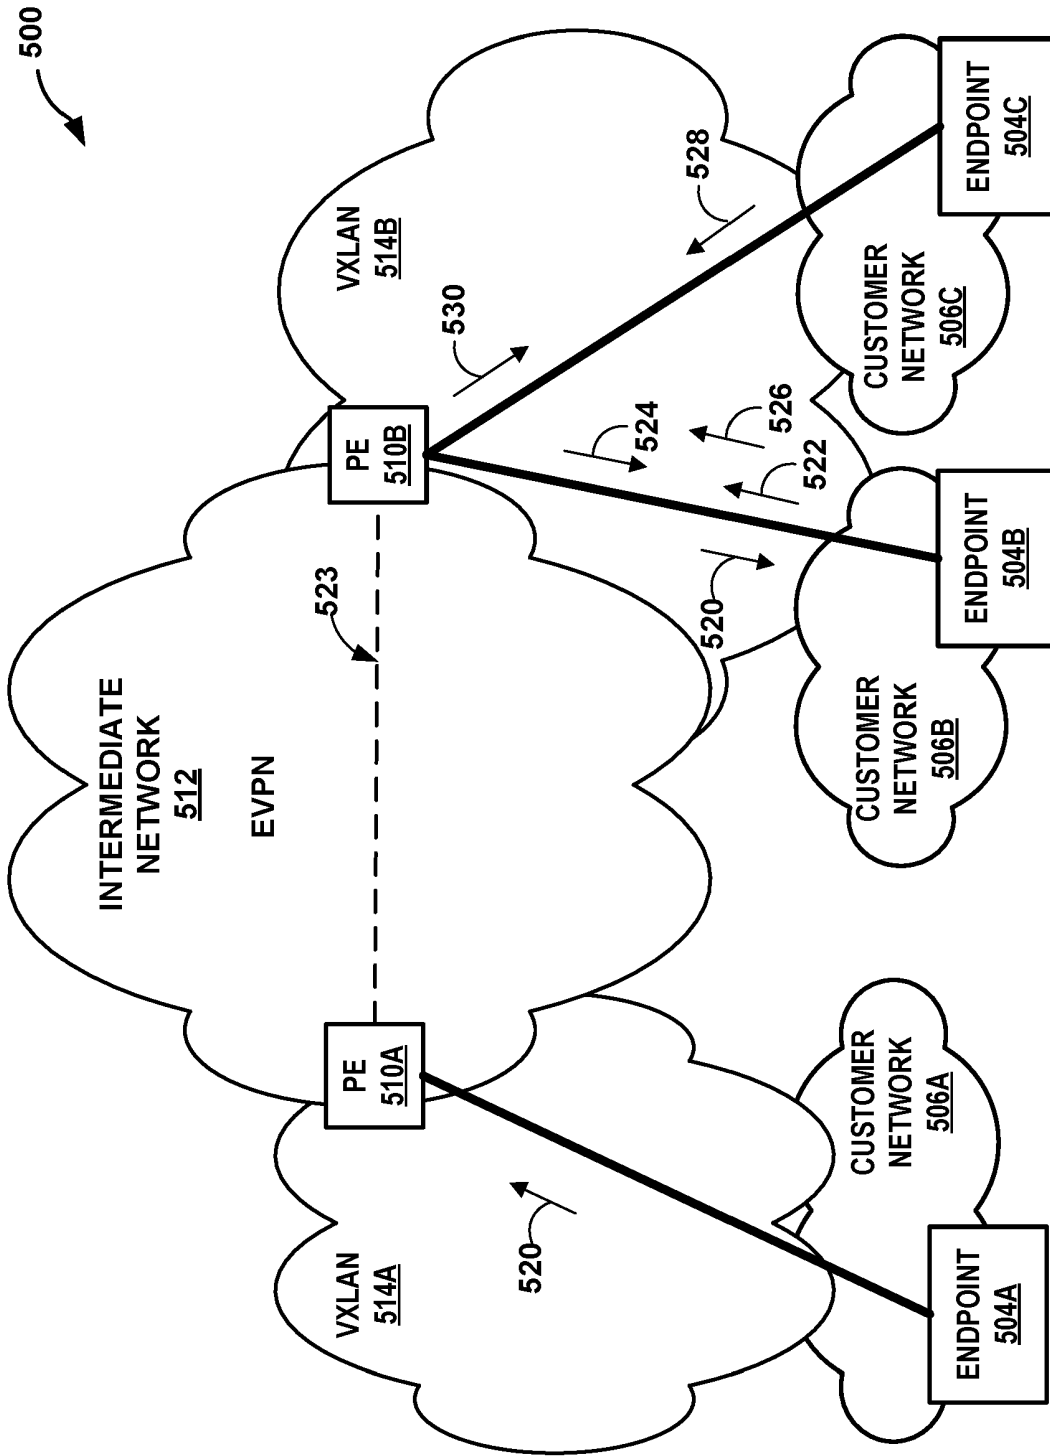 500
INTERMEDIATE
NETWORK
512
EVPN
523
PE
510A
PE
510B
VXLAN
514A
VXLAN
514B
520
530
528
524
526
522
520
CUSTOMER
NETWORK
506A
CUSTOMER
NETWORK
506B
CUSTOMER
NETWORK
506C
ENDPOINT
504A
ENDPOINT
504B
ENDPOINT
504C